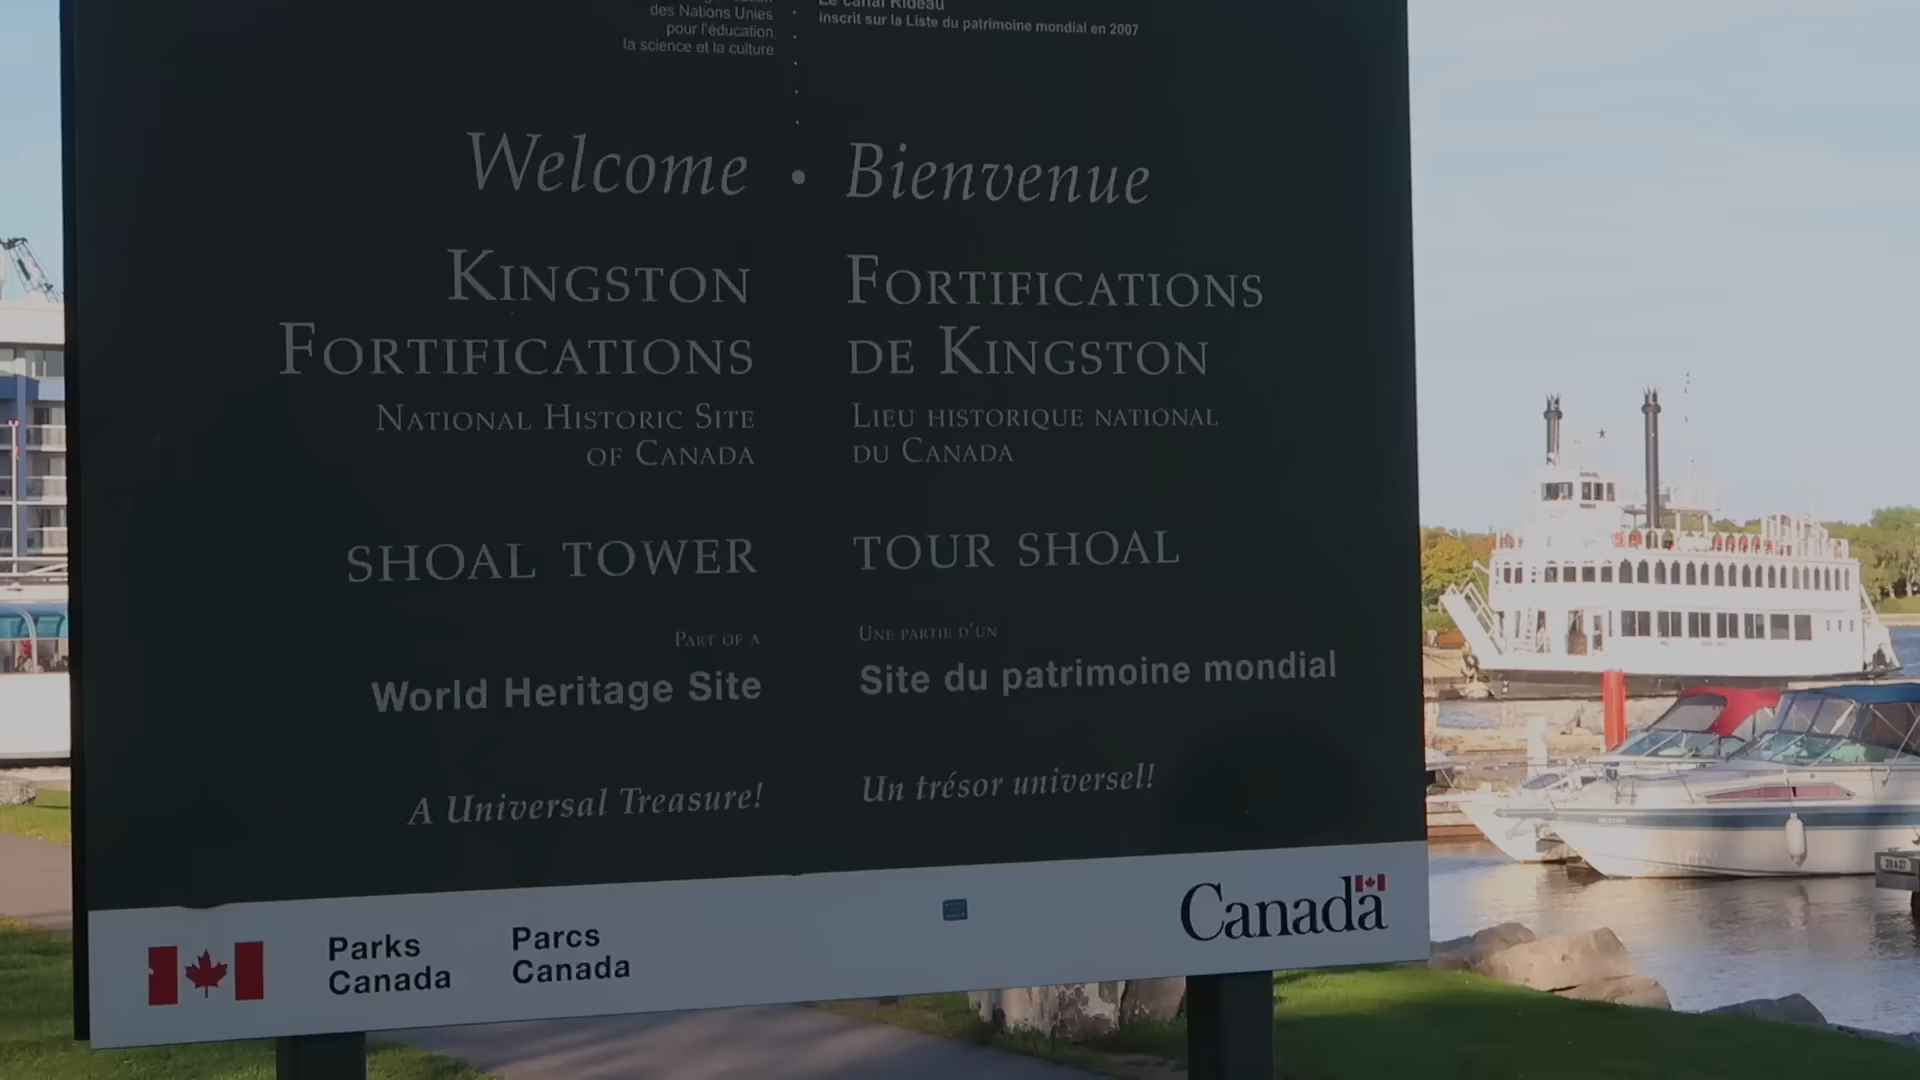 des Nations Unies
pour l'éducation,
la science et la culture
Le canal Rideau
inscrit sur la Liste du patrimoine mondial en 2007
Welcome • Bienvenue
KINGSTON
FORTIFICATIONS
NATIONAL HISTORIC SITE
OF CANADA
FORTIFICATIONS
DE KINGSTON
LIEU HISTORIQUE NATIONAL
DU CANADA
SHOAL TOWER
TOUR SHOAL
PART OF A
World Heritage Site
UNE PARTIE D'UN
Site du patrimoine mondial
A Universal Treasure!
Un trésor universel!
Parks
Canada
Parcs
Canada
Canada